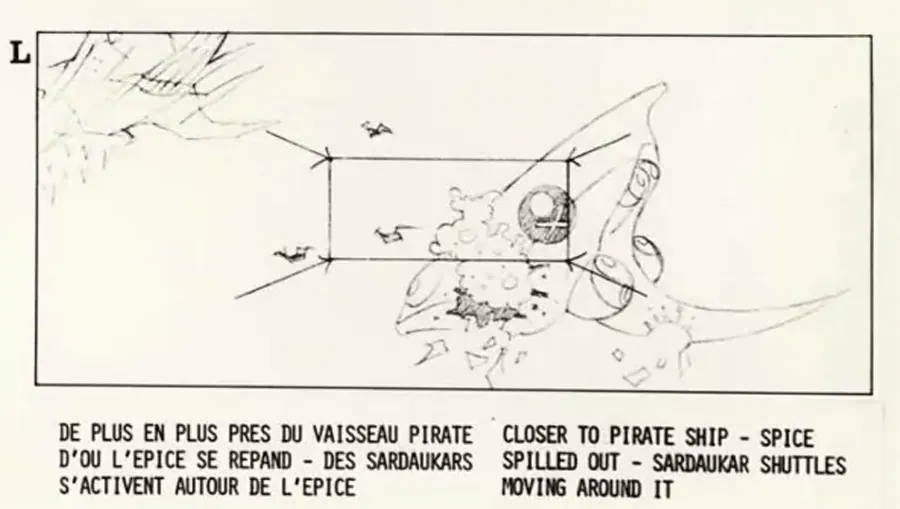 L
DE PLUS EN PLUS PRES DU VAISSEAU PIRATE
D'OU L'EPICE SE REPAND - DES SARDAUKARS
S'ACTIVENT AUTOUR DE L'EPICE
CLOSER TO PIRATE SHIP - SPICE
SPILLED OUT - SARDAUKAR SHUTTLES
MOVING AROUND IT